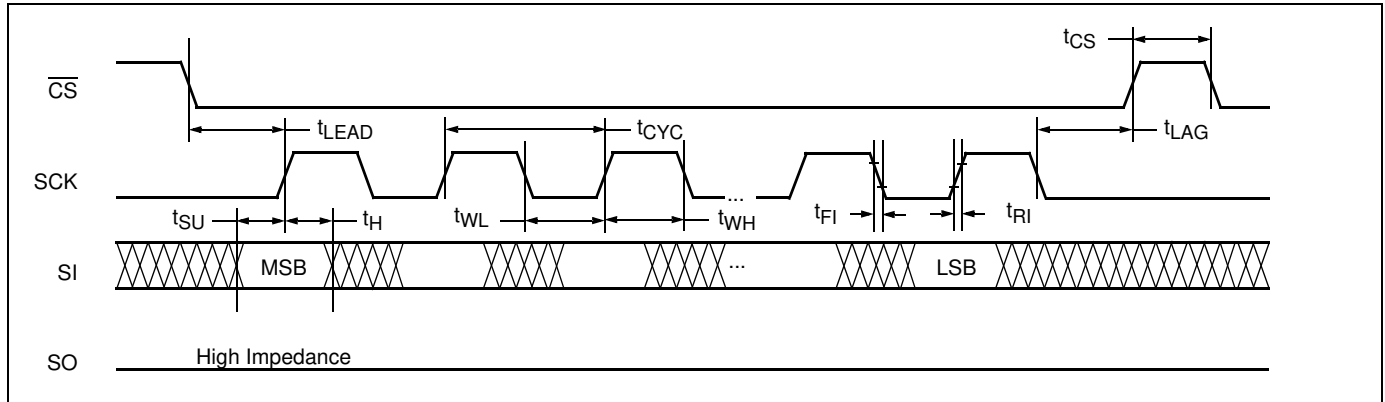 tCS
CS
tLEAD
tCYC
tLAG
SCK
...
tSU
tH
tWL
tWH
tFI
tRI
SI
MSB
...
LSB
SO
High Impedance